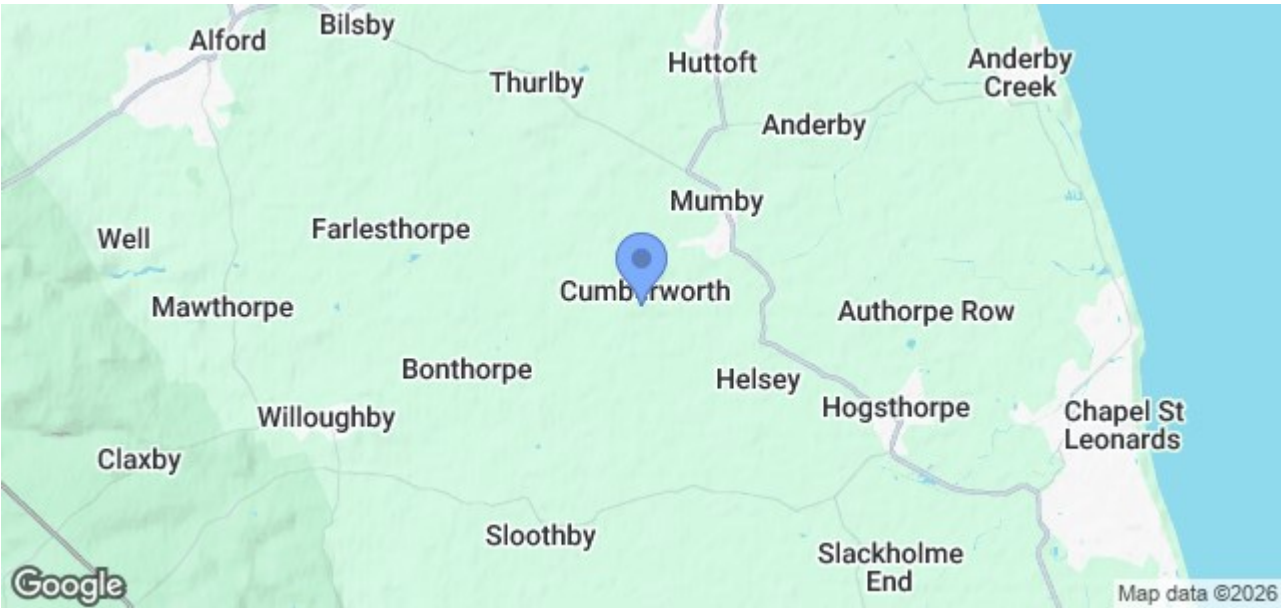 Bilsby
Alford
Huttoft
Anderby
Creek
Thurlby
Anderby
Mumby
Farlesthorpe
Well
Cumberworth
Mawthorpe
Authorpe Row
Bonthorpe
Helsey
Hogsthorpe
Chapel St
Leonards
Willoughby
Claxby
Sloothby
Slackholme
End
Google
Map data ©2026